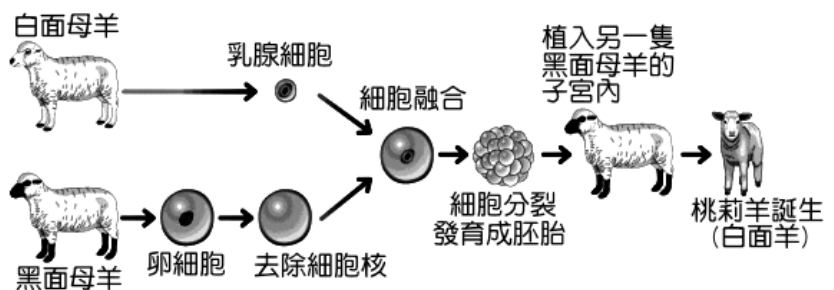 白面母羊
乳腺細胞
細胞融合
植入另一隻
黑面母羊的
子宮內
黑面母羊
卵細胞
去除細胞核
細胞分裂
發育成胚胎
桃莉羊誕生
(白面羊)